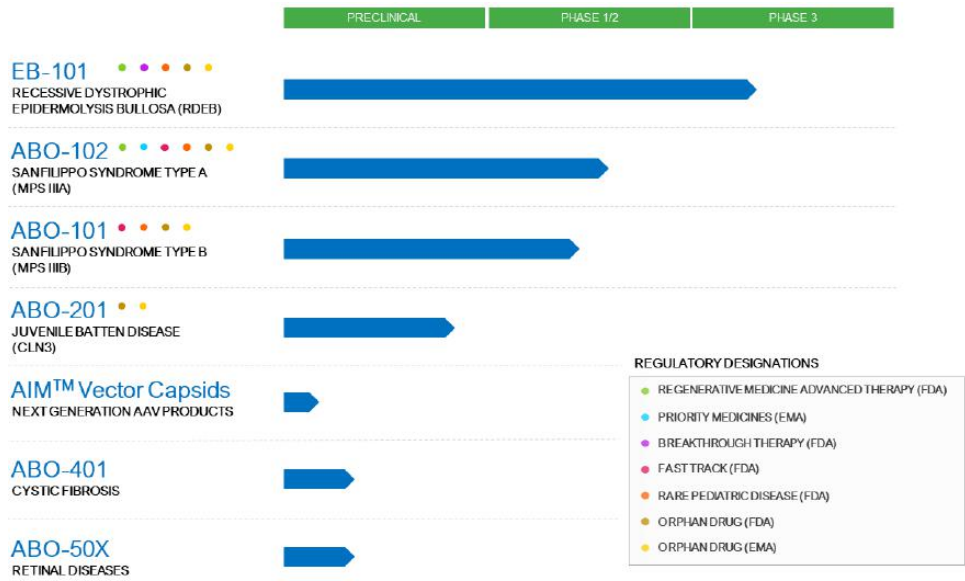 PRECLINICAL PHASE 1/2 PHASE 3
EB-101
RECESSIVE DYSTROPHIC
EPIDERMOLYSIS BULLOSA (RDEB)
ABO-102
SANFILIPPO SYNDROME TYPE A
(MPS IIIA)
ABO-101
SANFILIPPO SYNDROME TYPE B
(MPS IIIB)
ABO-201
JUVENILE BATTEN DISEASE
(CLN3)
AIM™ Vector Capsids
NEXT GENERATION AAV PRODUCTS
ABO-401
CYSTIC FIBROSIS
ABO-50X
RETINAL DISEASES
REGULATORY DESIGNATIONS
REGENERATIVE MEDICINE ADVANCED THERAPY (FDA)
PRIORITY MEDICINES (EMA)
BREAKTHROUGH THERAPY (FDA)
FAST TRACK (FDA)
RARE PEDIATRIC DISEASE (FDA)
ORPHAN DRUG (FDA)
ORPHAN DRUG (EMA)